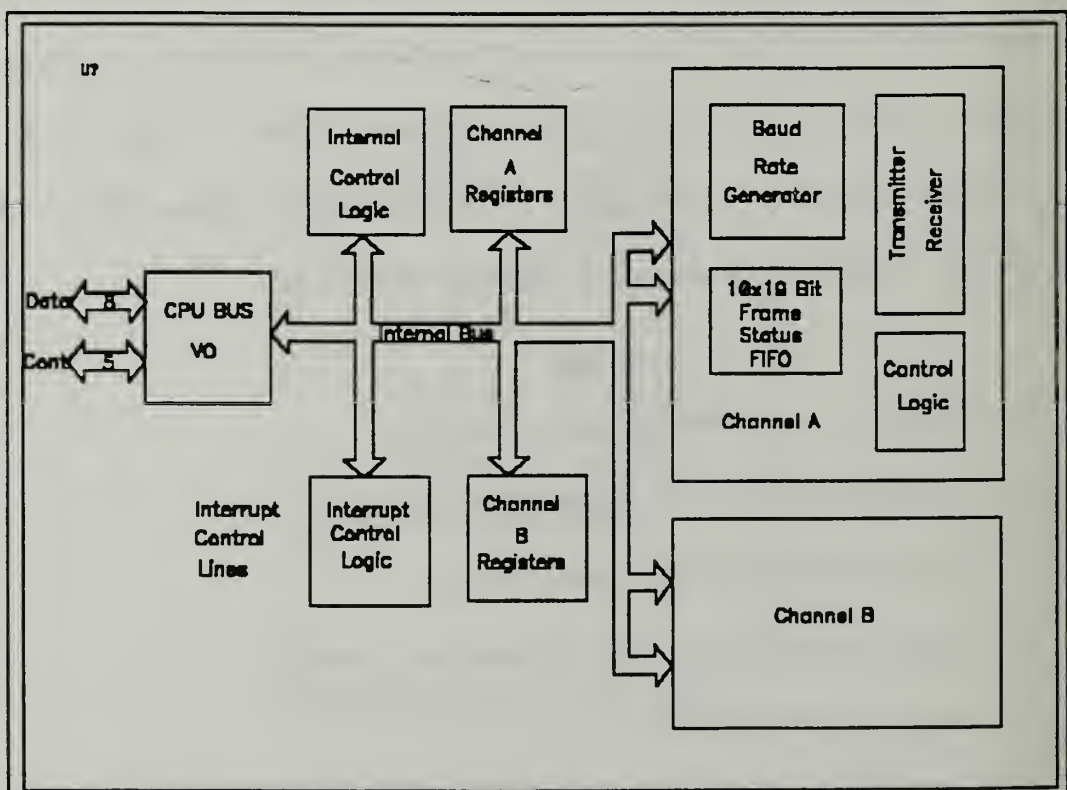 U?
Internal
Control
Logic
Channel
A
Registers
Baud
Rate
Generator
Transmitter
Receiver
10x19 Bit
Frame
Status
FIFO
Control
Logic
Channel A
Data
8
Cont
5
CPU BUS
I/O
Internal Bus
Interrupt
Control
Lines
Interrupt
Control
Logic
Channel
B
Registers
Channel B